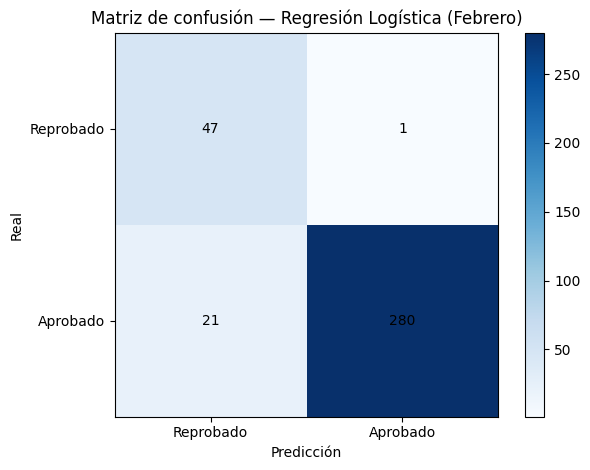 Matriz de confusión — Regresión Logística (Febrero)
Real
Reprobado
47
1
Aprobado
21
280
Reprobado
Aprobado
Predicción
250
200
150
100
50